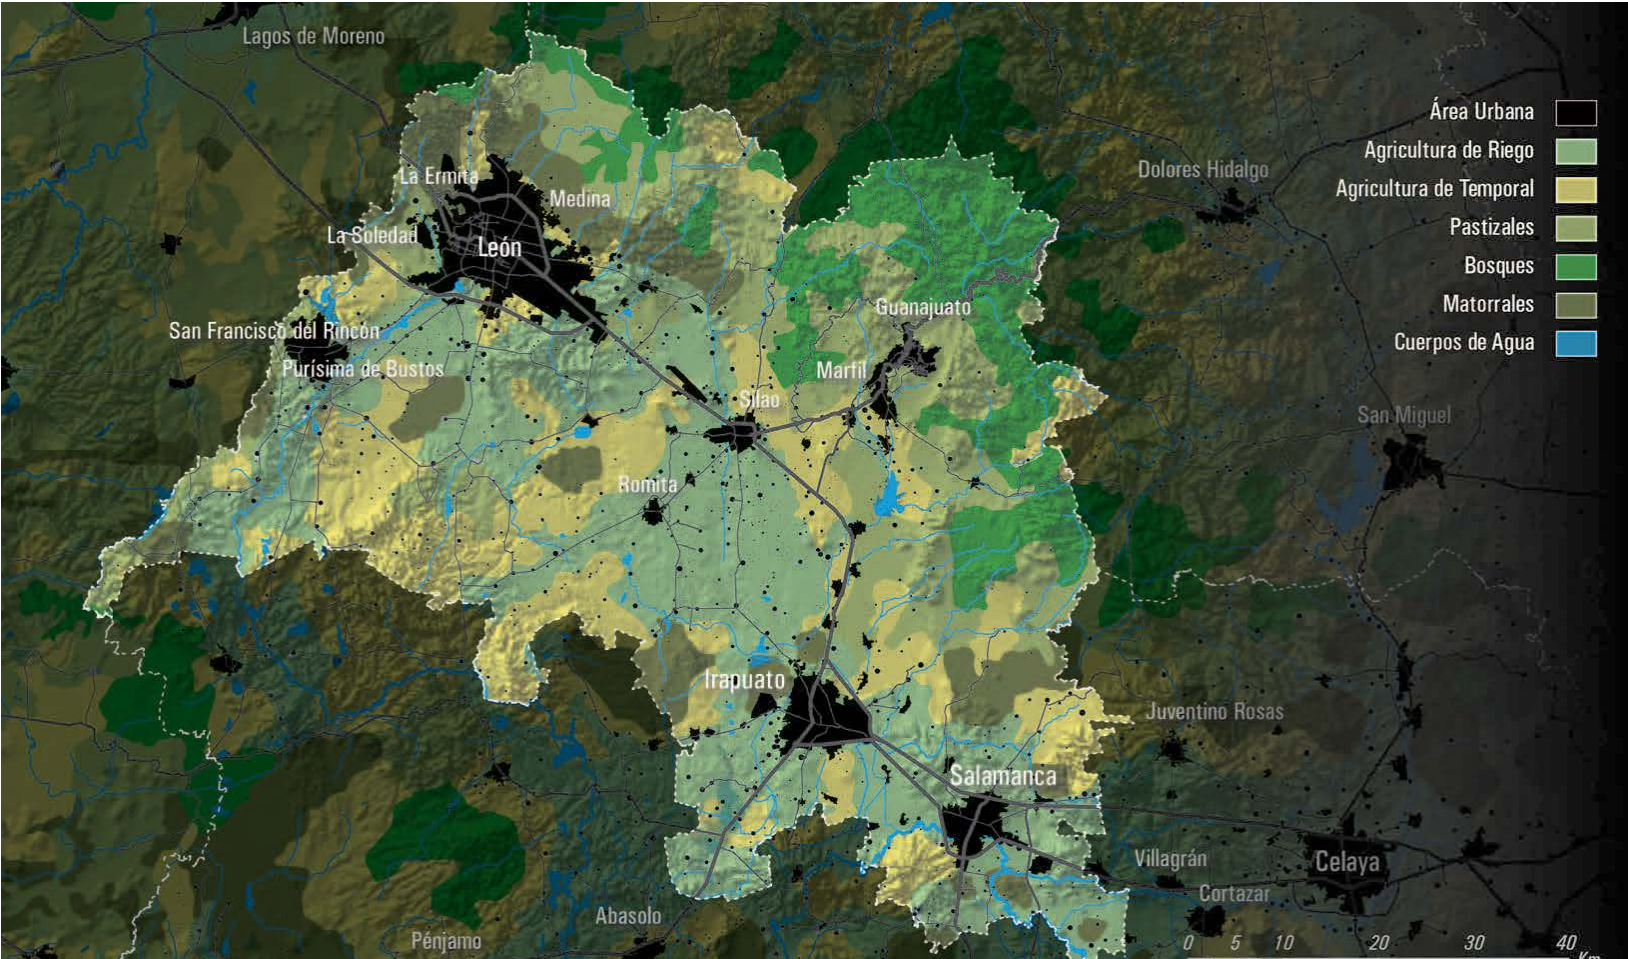 Lagos de Moreno
Área Urbana
Agricultura de Riego
Dolores Hidalgo
La Ermita
Agricultura de Temporal
Medina
Pastizales
La Soledad
León
Bosques
Guanajuato
Matorrales
San Francisco del Rincón
Cuerpos de Agua
Purísima de Bustos
Marfil
Silao
San Miguel
Romita
Irapuato
Juventino Rosas
Salamanca
Villagrán
Celaya
Cortazar
Abasolo
Pénjamo
0 5 10 20 30 40
Km